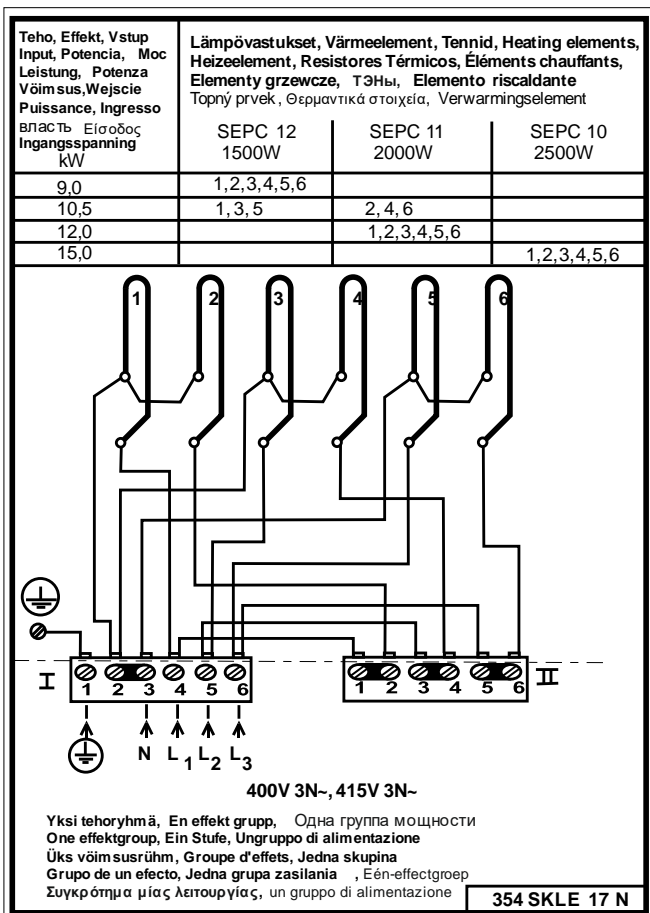 Teho, Effekt, Vstup
Input, Potencia, Moc
Leistung, Potenza
Vöimsus,Wejscie
Puissance, Ingresso
власть Είσοδος
Ingangsspanning
kW
Lämpövastukset, Värmeelement, Tennid, Heating elements,
Heizeelement, Resistores Térmicos, Éléments chauffants,
Elementy grzewcze, ТЭНы, Elemento riscaldante
Topný prvek, Θερμαντικά στοιχεία, Verwarmingselement
SEPC 12 SEPC 11 SEPC 10
1500W 2000W 2500W
9,0 1,2,3,4,5,6
10,5 1,3,5 2,4,6
12,0 1,2,3,4,5,6
15,0 1,2,3,4,5,6
1 2 3 4 5 6
I 1 2 3 4 5 6 1 2 3 4 5 6 II
N L1 L2 L3
400V 3N~, 415V 3N~
Yksi tehoryhmä, En effekt grupp, Одна группа мощности
One effektgroup, Ein Stufe, Ungruppo di alimentazione
Üks vöimsusrühm, Groupe d'effets, Jedna skupina
Grupo de un efecto, Jedna grupa zasilania , Eén-effectgroep
Συγκρότημα μίας λειτουργίας, un gruppo di alimentazione
354 SKLE 17 N